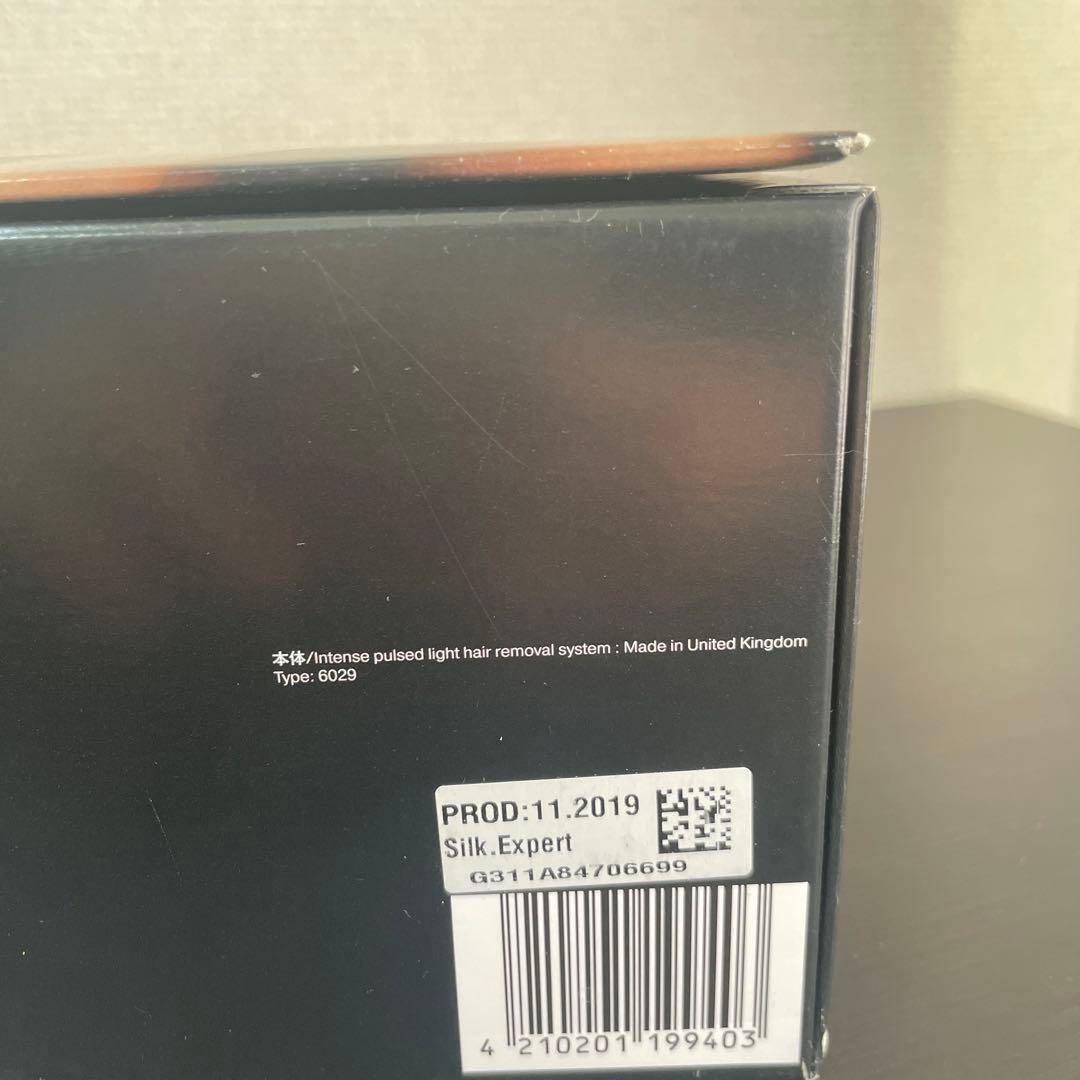 本体/Intense pulsed light hair removal system : Made in United Kingdom
Type: 6029
PROD:11.2019
Silk.Expert
G311A84706699
4 210201 199403